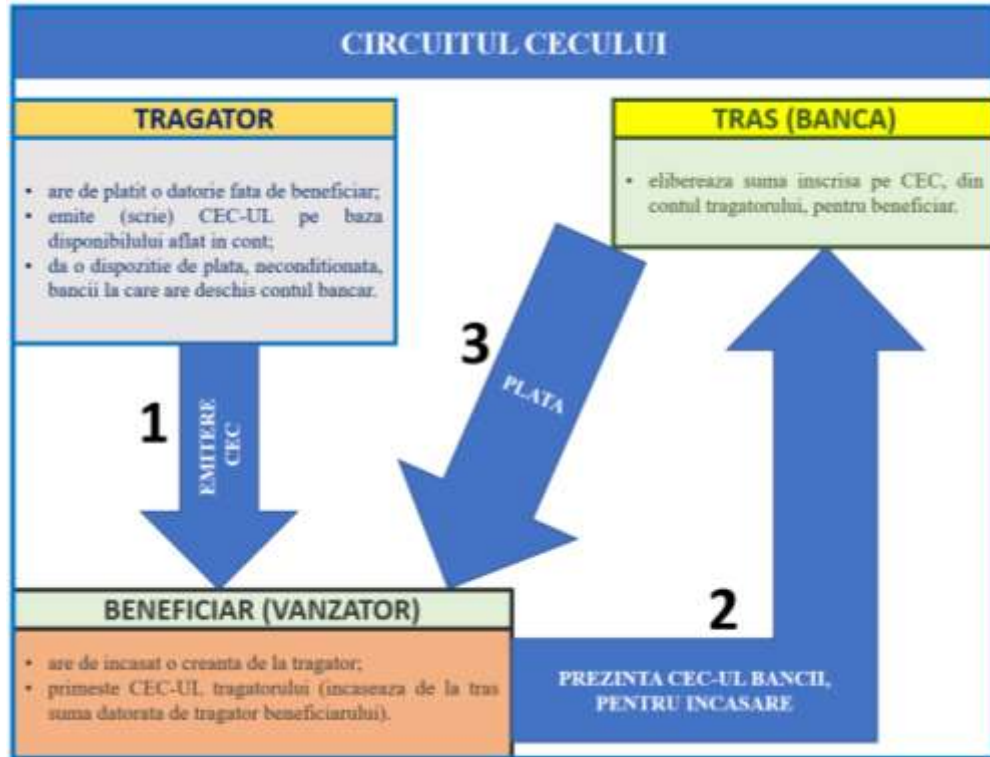 CIRCUITUL CECULUI
TRAGATOR
• are de platit o datorie fata de beneficiar;
• emite (scrie) CEC-UL pe baza
disponibilului aflat in cont;
• da o dispozitie de plata, neconditionata,
bancii la care are deschis contul bancar.
TRAS (BANCA)
• elibereaza suma inscrisa pe CEC, din
contul tragatorului, pentru beneficiar.
1
EMITERE
CEC
3
PLATA
BENEFICIAR (VANZATOR)
• are de incasat o creanta de la tragator;
• primeste CEC-UL tragatorului (incaseaza de la tras
suma datorata de tragator beneficiarului).
2
PREZINTA CEC-UL BANCII,
PENTRU INCASARE